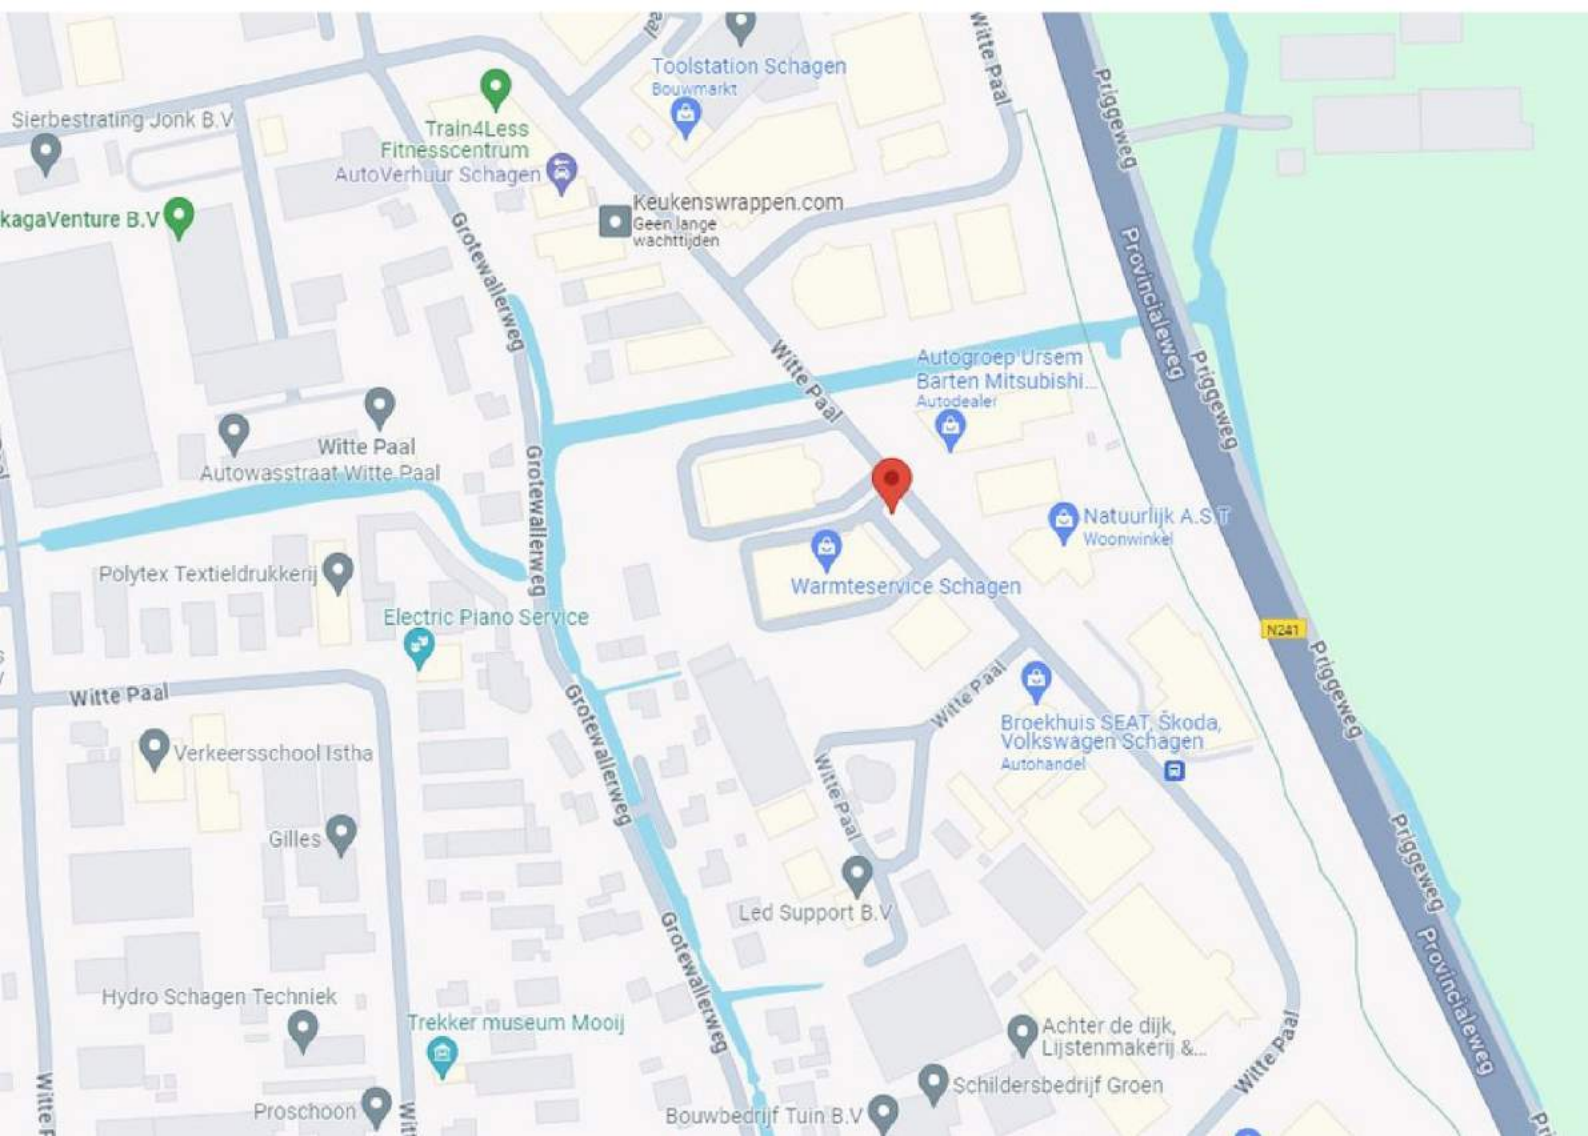 Witte Paal
Priggeweg
Toolstation Schagen
Bouwmarkt
Sierbestrating Jonk B.V
Train4Less
Fitnesscentrum
AutoVerhuur Schagen
kagaVenture B.V
Keukenswrappen.com
Geen lange
wachttijden
Grotewallerweg
Provincialeweg
Witte Paal
Autogroep Ursem
Barten Mitsubishi...
Autodealer
Priggeweg
Witte Paal
Autowasstraat Witte Paal
Grotewallerweg
Natuurlijk A.S.T
Woonwinkel
Polytex Textieldrukkerij
Warmteservice Schagen
Electric Piano Service
N241
Priggeweg
Witte Paal
Witte Paal
Grotewallerweg
Broekhuis SEAT, Škoda,
Volkswagen Schagen
Autohandel
Verkeersschool Istha
Witte Paal
Gilles
Priggeweg
Led Support B.V
Grotewallerweg
Provincialeweg
Hydro Schagen Techniek
Trekker museum Mooij
Achter de dijk,
Lijstenmakerij &...
Witte Paal
Schildersbedrijf Groen
Proschoon
Bouwbedrijf Tuin B.V
Witte P
Wit
Pri